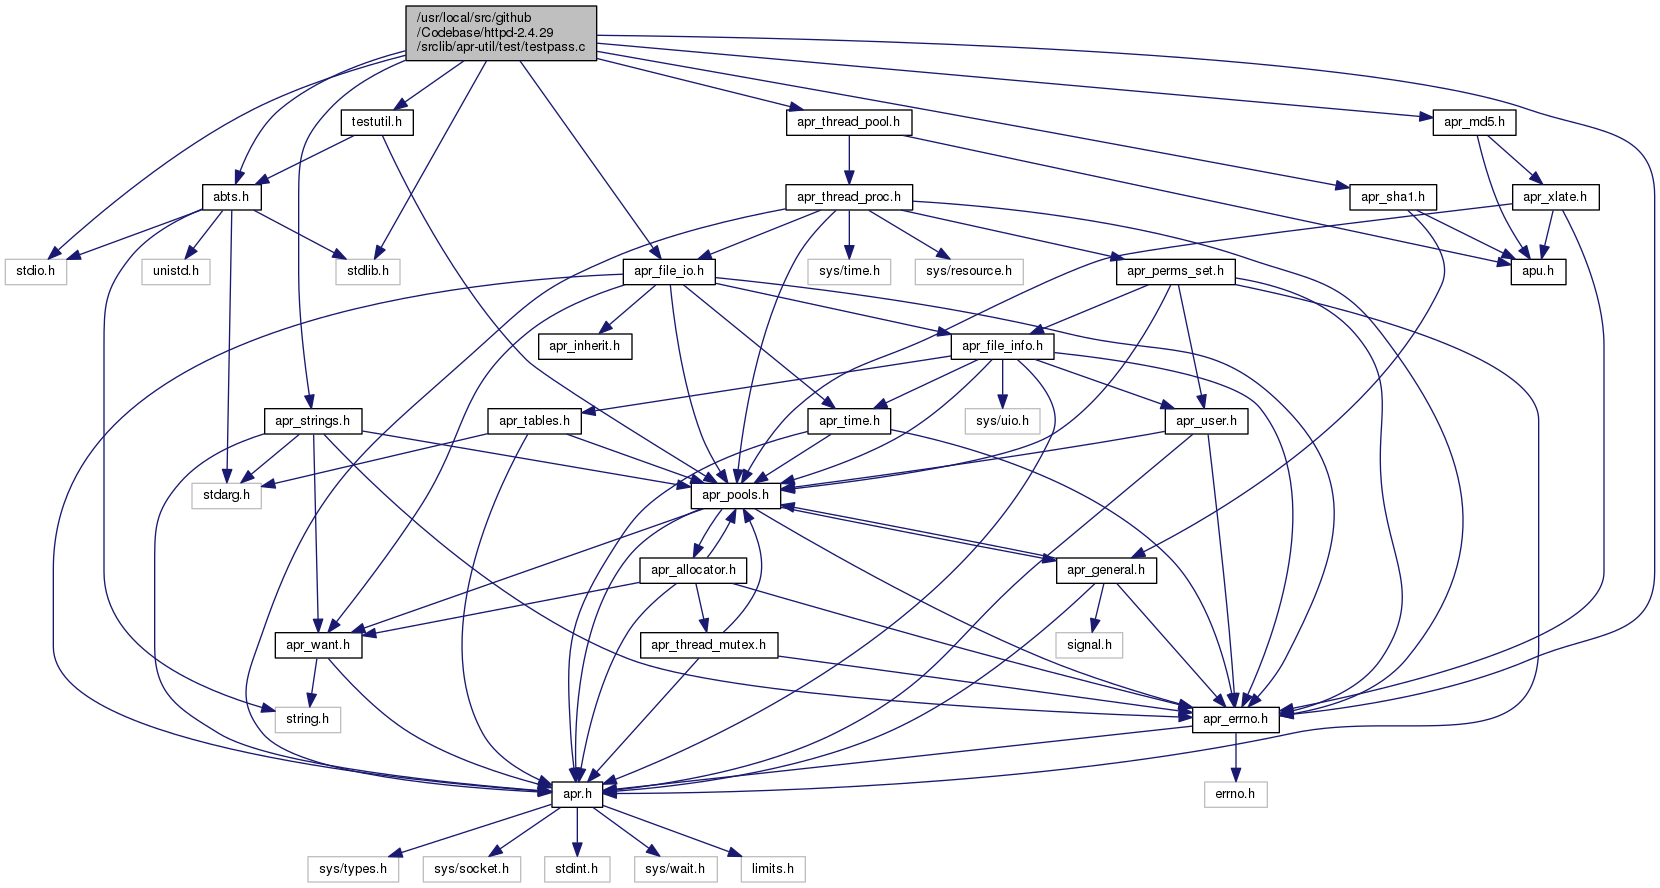 /usr/local/src/github
/Codebase/httpd-2.4.29
/srclib/apr-util/test/testpass.c
testutil.h
apr_thread_pool.h
apr_md5.h
abts.h
apr_thread_proc.h
apr_sha1.h
apr_xlate.h
stdio.h
unistd.h
stdlib.h
apr_file_io.h
sys/time.h
sys/resource.h
apr_perms_set.h
apu.h
apr_inherit.h
apr_file_info.h
apr_strings.h
apr_tables.h
apr_time.h
sys/uio.h
apr_user.h
stdarg.h
apr_pools.h
apr_allocator.h
apr_general.h
apr_want.h
apr_thread_mutex.h
signal.h
string.h
apr_errno.h
apr.h
errno.h
sys/types.h
sys/socket.h
stdint.h
sys/wait.h
limits.h